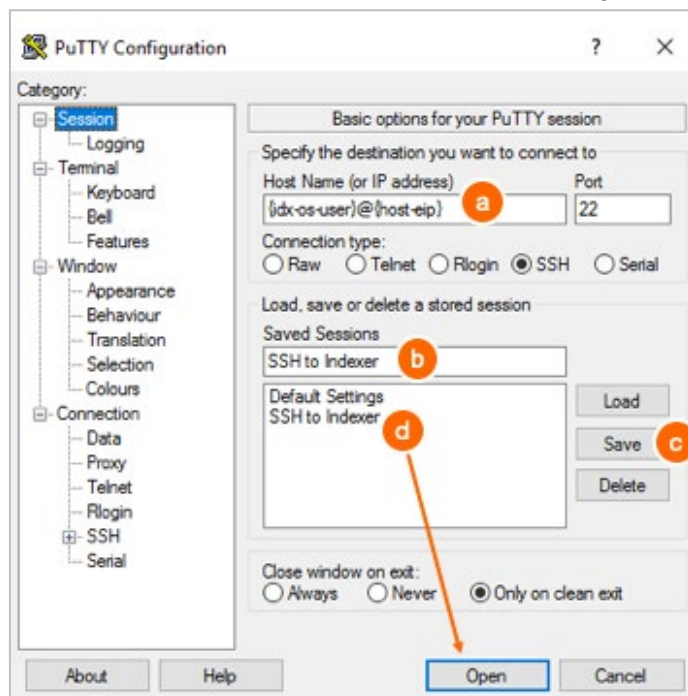 PuTTY Configuration ? ×
Category:
Session
Logging
Terminal
Keyboard
Bell
Features
Window
Appearance
Behaviour
Translation
Selection
Colours
Connection
Data
Proxy
Telnet
Rlogin
SSH
Serial
Basic options for your PuTTY session
Specify the destination you want to connect to
Host Name (or IP address) Port
{idx-os-user}@{host-eip} a 22
Connection type:
Raw Telnet Rlogin SSH Serial
Load, save or delete a stored session
Saved Sessions
SSH to Indexer b
Default Settings
SSH to Indexer d
Load
Save c
Delete
Close window on exit:
Always Never Only on clean exit
About Help Open Cancel